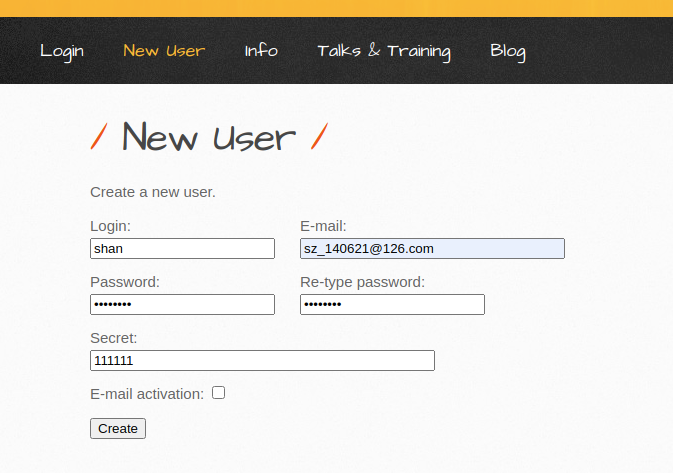 Login New User Info Talks & Training Blog
/ New User /
Create a new user.
Login: E-mail:
shan sz_140621@126.com
Password: Re-type password:
•••••••• ••••••••
Secret:
111111
E-mail activation:
Create